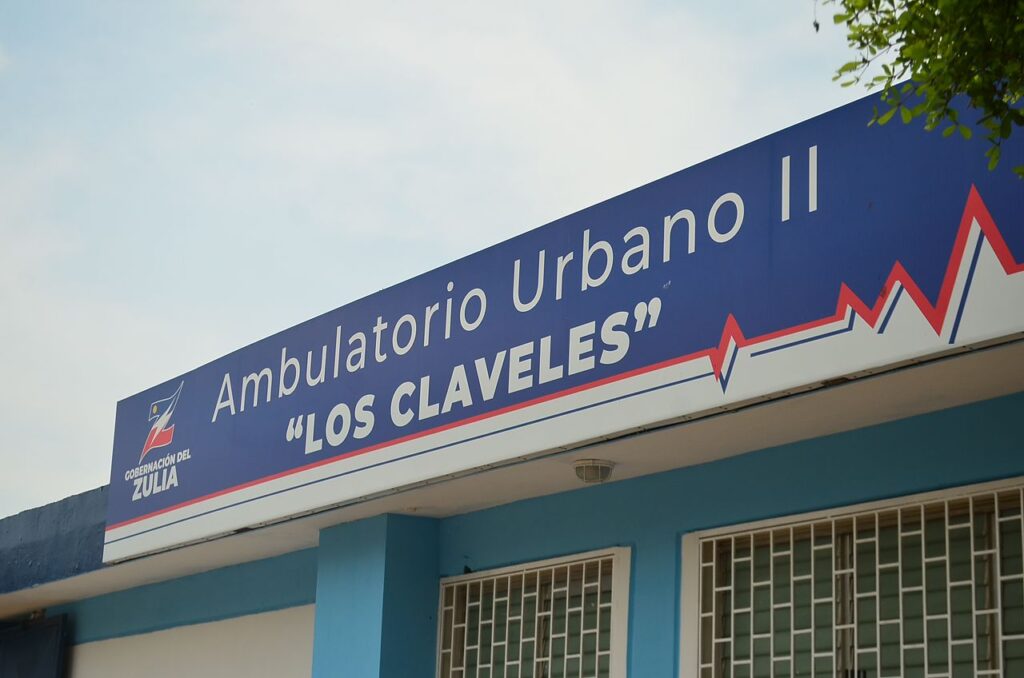 Ambulatorio Urbano II
“LOS CLAVELES”
GOBERNACIÓN DEL
ZULIA